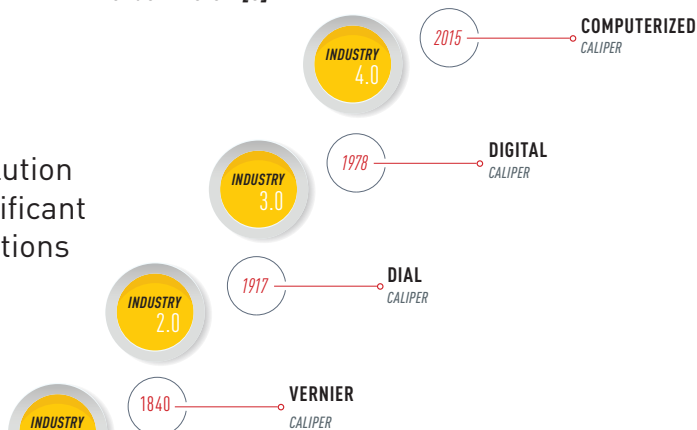 2015
COMPUTERIZED
CALIPER
INDUSTRY
4.0
1978
DIGITAL
CALIPER
INDUSTRY
3.0
1917
DIAL
CALIPER
INDUSTRY
2.0
1840
VERNIER
CALIPER
INDUSTRY